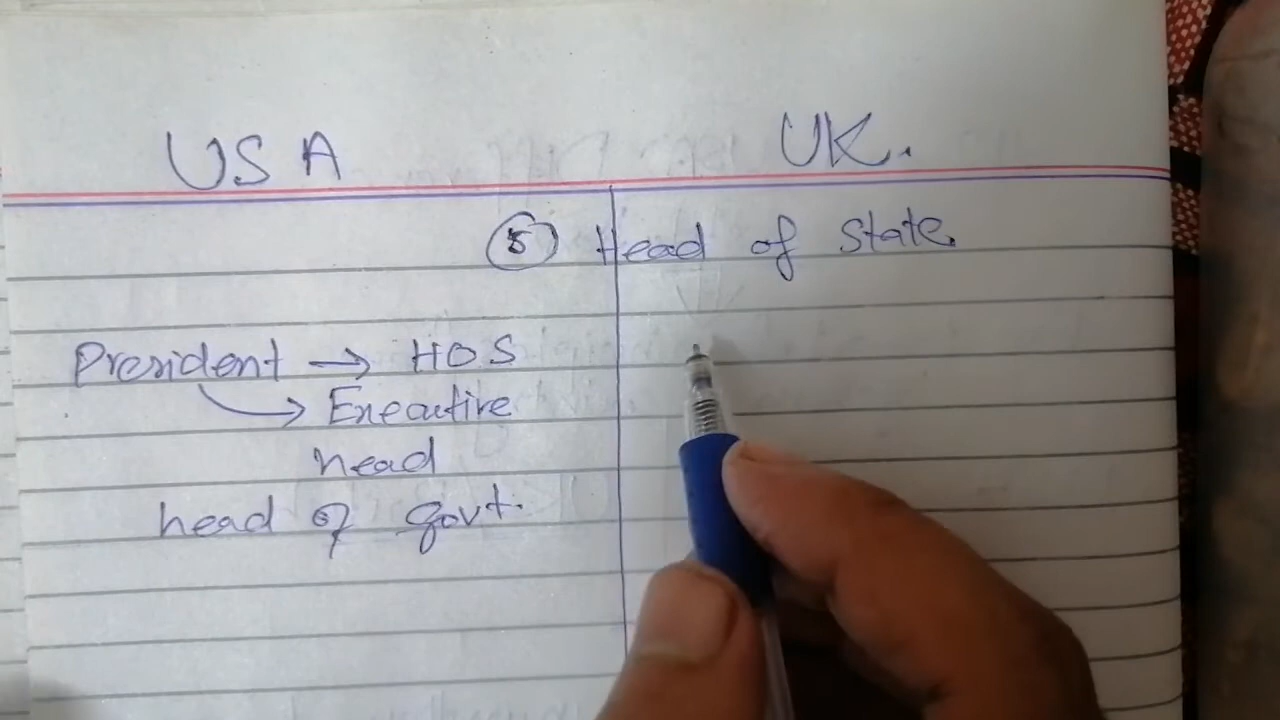 USA UK.
5 Head of State.
President → HOS
→ Executive
head
head of govt.